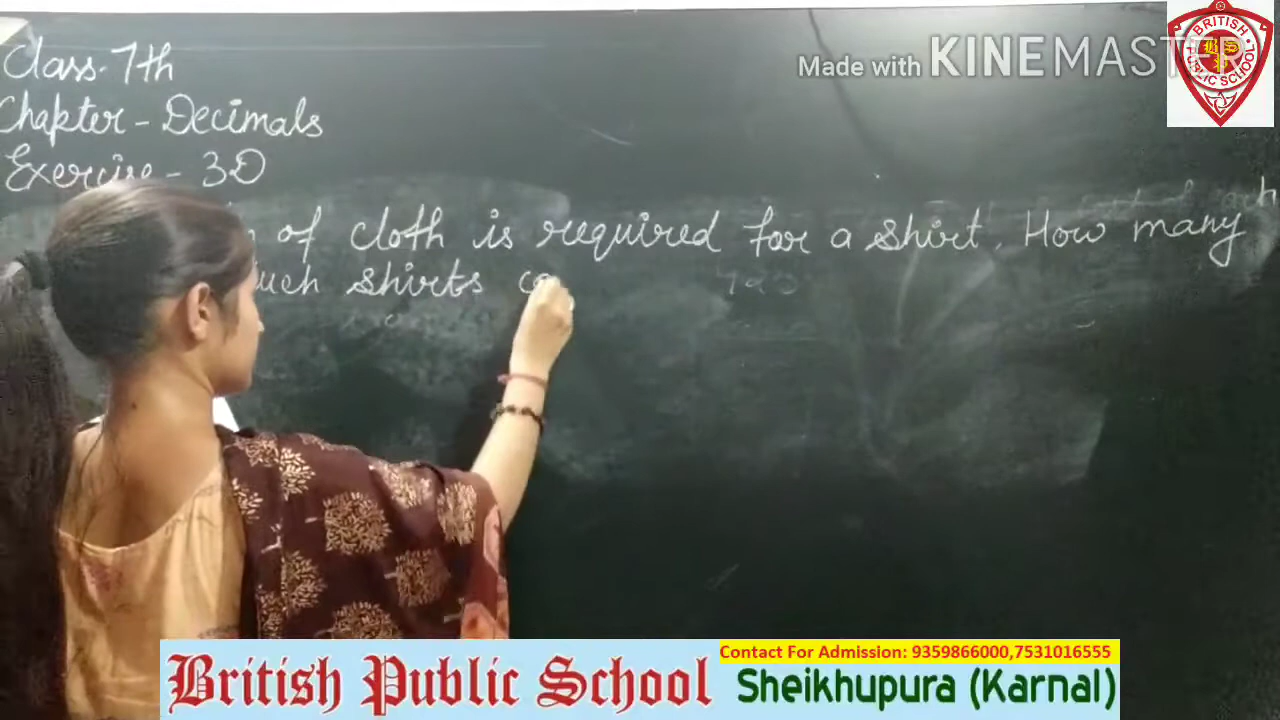 Made with KINEMASTER
BRITISH
PUBLIC SCHOOL
Class-7th
Chapter-Decimals
Exercise-3D
of cloth is required for a shirt. How many
such shirts
British Public School
Contact For Admission: 9359866000,7531016555
Sheikhupura (Karnal)